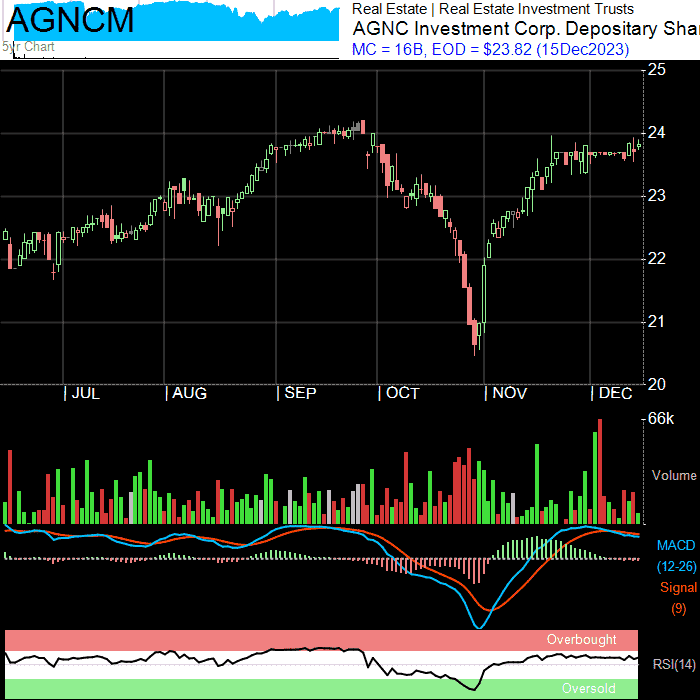 AGNCM
5yr Chart
Real Estate | Real Estate Investment Trusts
AGNC Investment Corp. Depositary Shar
MC = 16B, EOD = $23.82 (15Dec2023)
25
24
23
22
21
20
| JUL | AUG | SEP | OCT | NOV | DEC
66k
Volume
MACD
(12-26)
Signal
(9)
Overbought
RSI(14)
Oversold